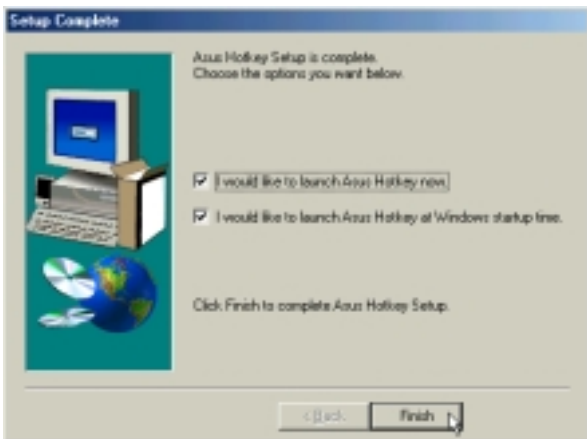 Setup Complete
Asus Hotkey Setup is complete.
Choose the options you want below.
I would like to launch Asus Hotkey now.
I would like to launch Asus Hotkey at Windows startup time.
Click Finish to complete Asus Hotkey Setup.
< Back
Finish